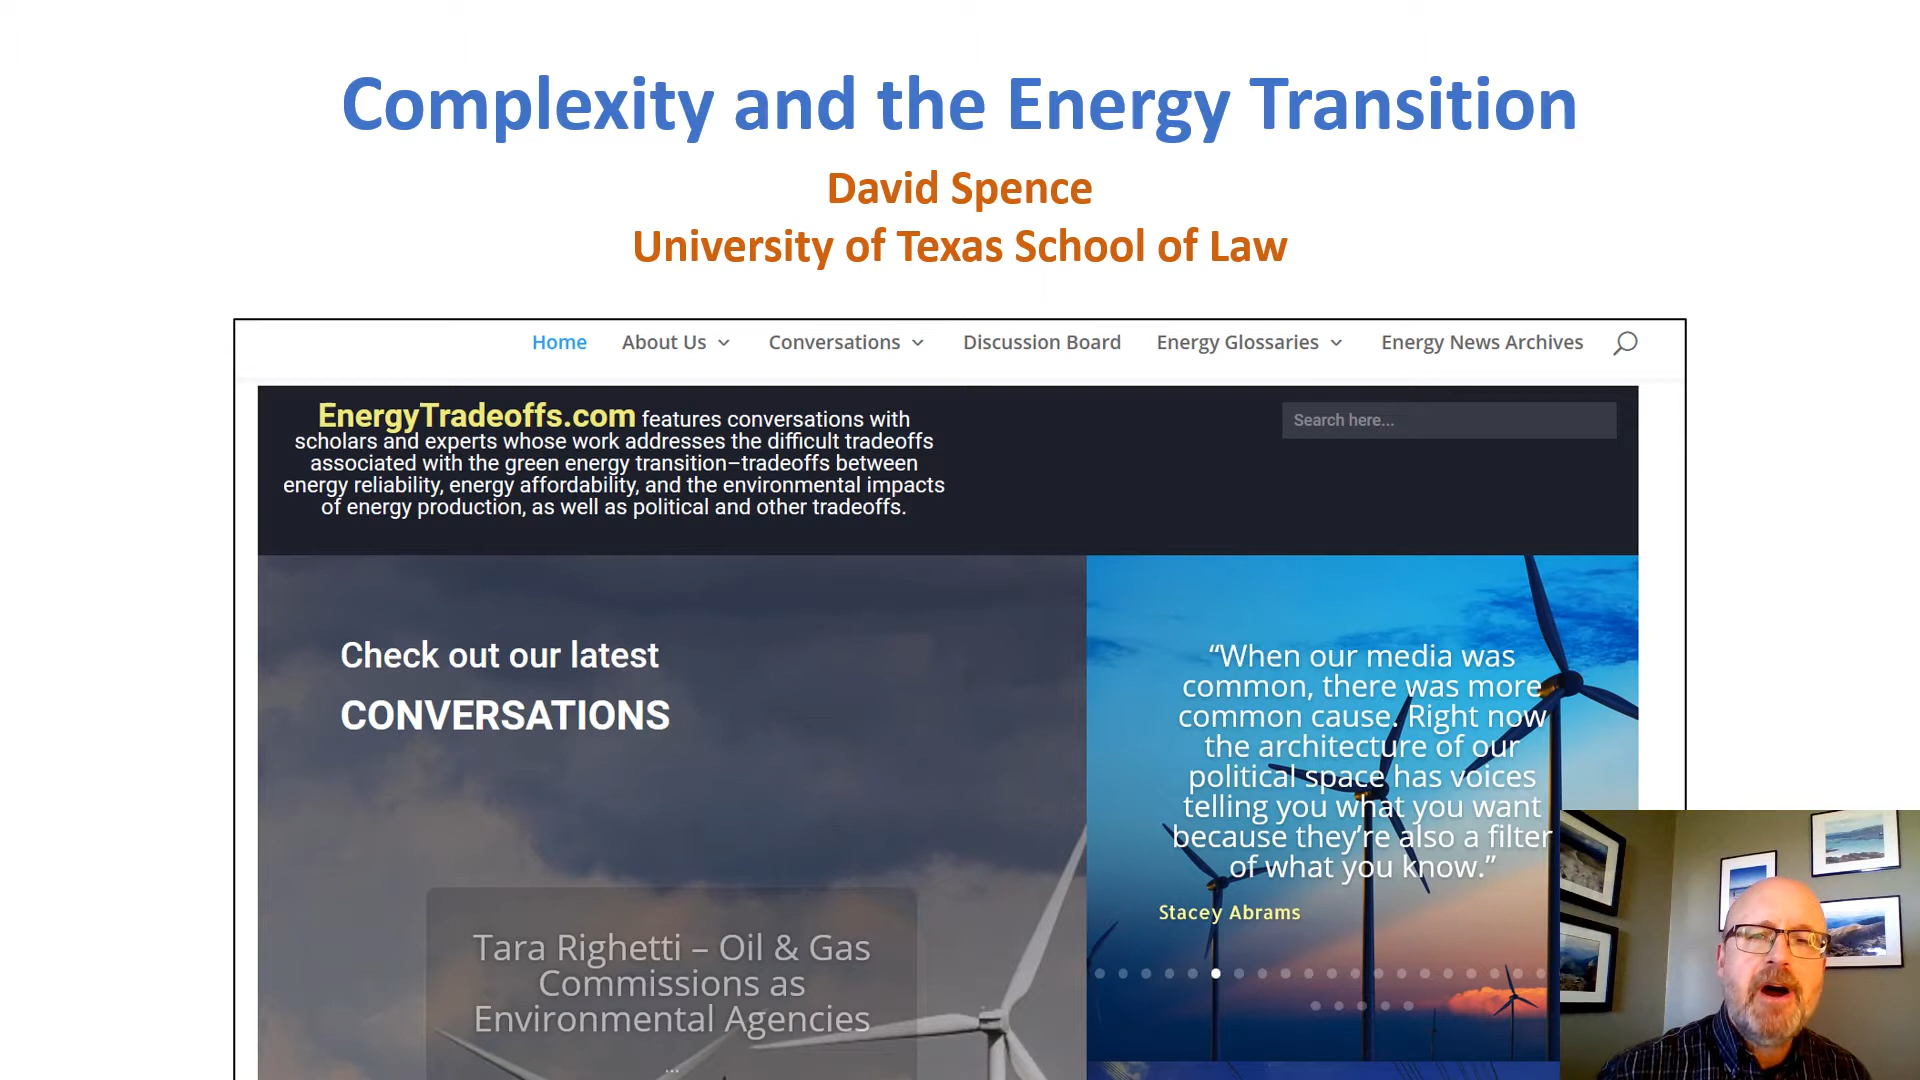 Complexity and the Energy Transition
David Spence
University of Texas School of Law
Home About Us Conversations Discussion Board Energy Glossaries Energy News Archives
EnergyTradeoffs.com features conversations with
scholars and experts whose work addresses the difficult tradeoffs
associated with the green energy transition–tradeoffs between
energy reliability, energy affordability, and the environmental impacts
of energy production, as well as political and other tradeoffs.
Search here...
Check out our latest
CONVERSATIONS
Tara Righetti – Oil & Gas
Commissions as
Environmental Agencies
...
“When our media was
common, there was more
common cause. Right now
the architecture of our
political space has voices
telling you what you want
because they’re also a filter
of what you know.”
Stacey Abrams